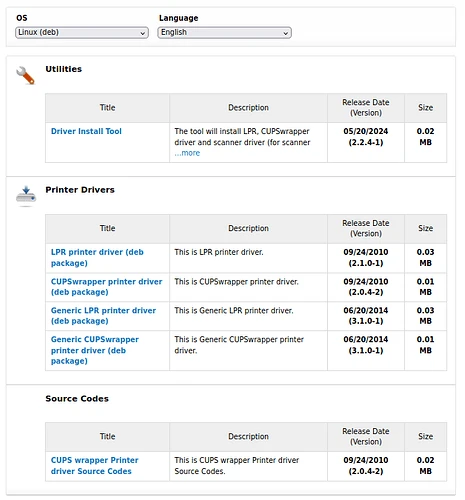 OS
Language
Linux (deb)
English
Utilities
Title
Description
Release Date
(Version)
Size
Driver Install Tool
The tool will install LPR, CUPSwrapper
driver and scanner driver (for scanner
...more
05/20/2024
(2.2.4-1)
0.02
MB
Printer Drivers
Title
Description
Release Date
(Version)
Size
LPR printer driver (deb
package)
This is LPR printer driver.
09/24/2010
(2.1.0-1)
0.03
MB
CUPSwrapper printer driver
(deb package)
This is CUPSwrapper printer driver.
09/24/2010
(2.0.4-2)
0.01
MB
Generic LPR printer driver
(deb package)
This is Generic LPR printer driver.
06/20/2014
(3.1.0-1)
0.03
MB
Generic CUPSwrapper
printer driver (deb
package)
This is Generic CUPSwrapper printer
driver.
06/20/2014
(3.1.0-1)
0.01
MB
Source Codes
Title
Description
Release Date
(Version)
Size
CUPS wrapper Printer
driver Source Codes
This is CUPS wrapper Printer driver
Source Codes.
09/24/2010
(2.0.4-2)
0.02
MB